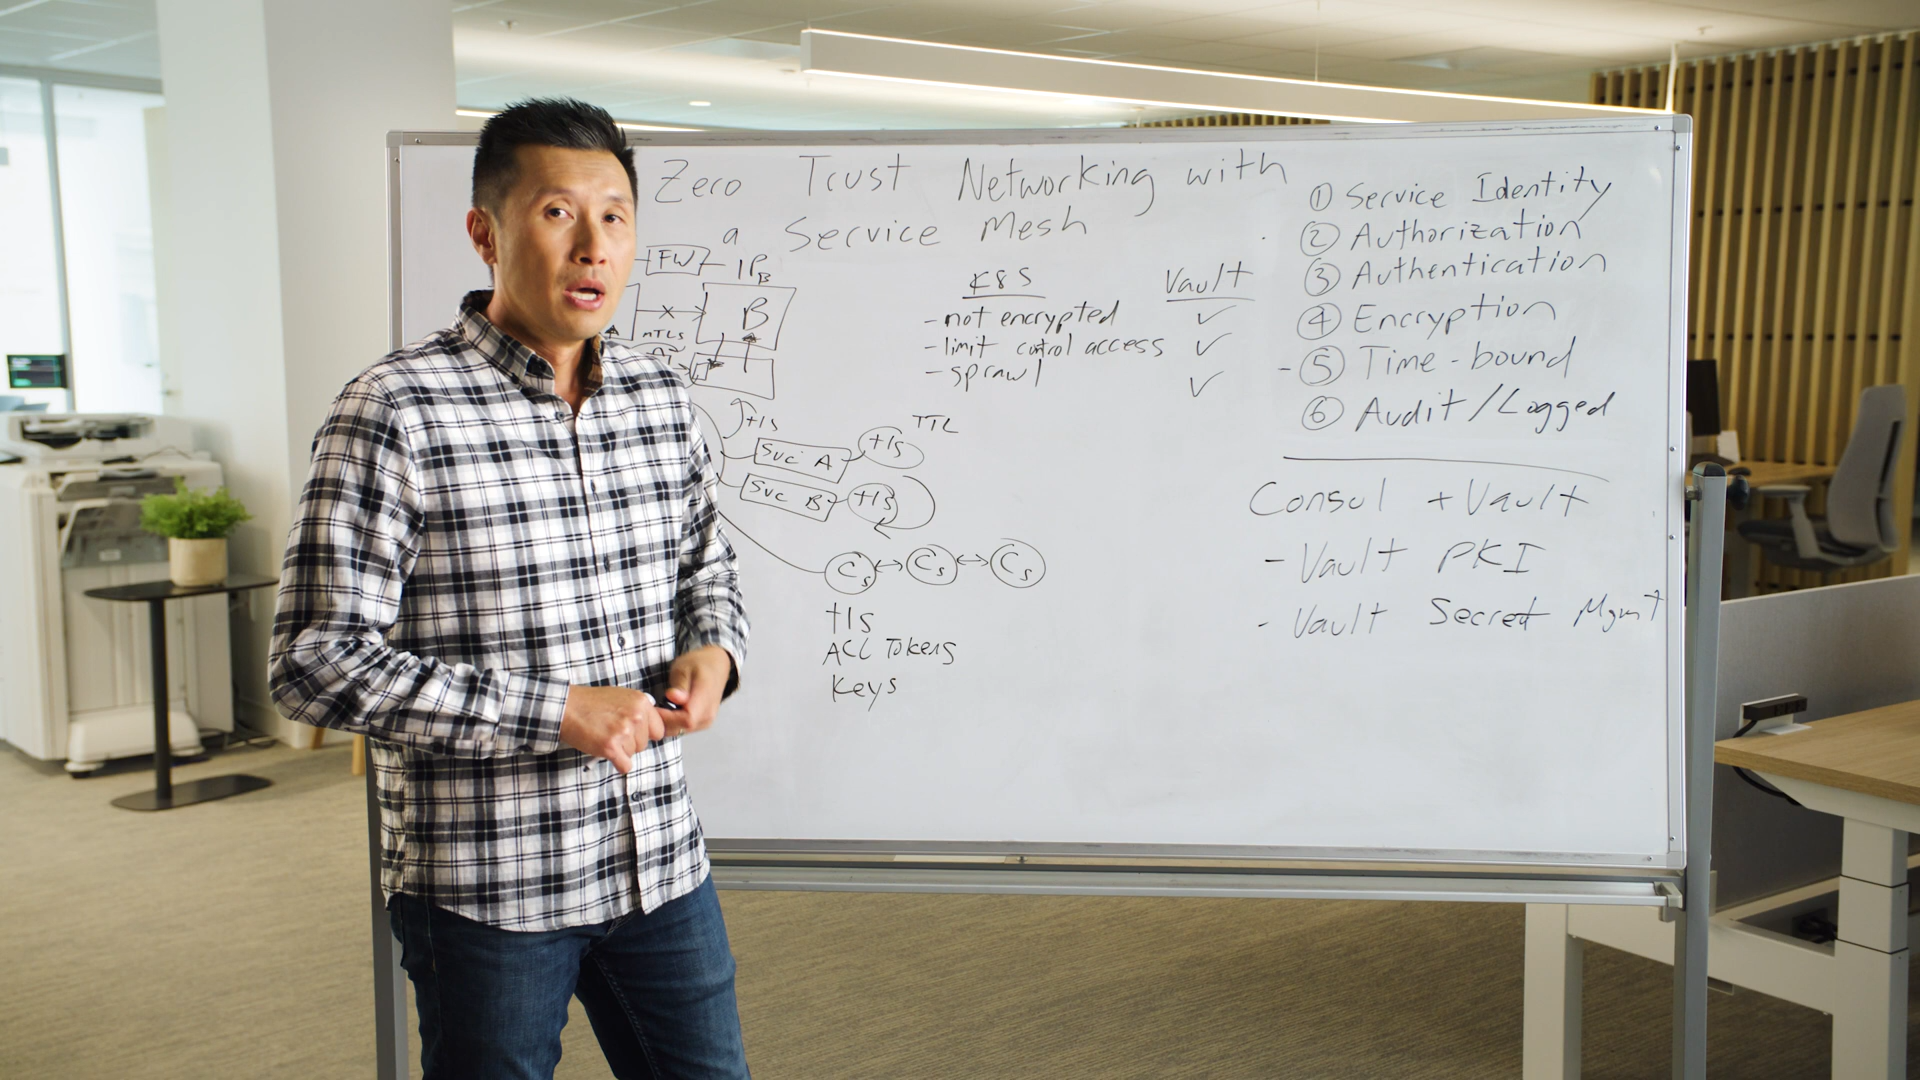 Zero Trust Networking with
a Service Mesh
FW
IPB
B
mTLS
tls
Svc A
tls
TTL
Svc B
tls
Cs
Cs
Cs
tls
ACL Tokens
Keys
K8S
- not encrypted
- limit control access
- sprawl
Vault
① Service Identity
② Authorization
③ Authentication
④ Encryption
- ⑤ Time-bound
⑥ Audit/Logged
Consul + Vault
- Vault PKI
- Vault Secret Mgmt